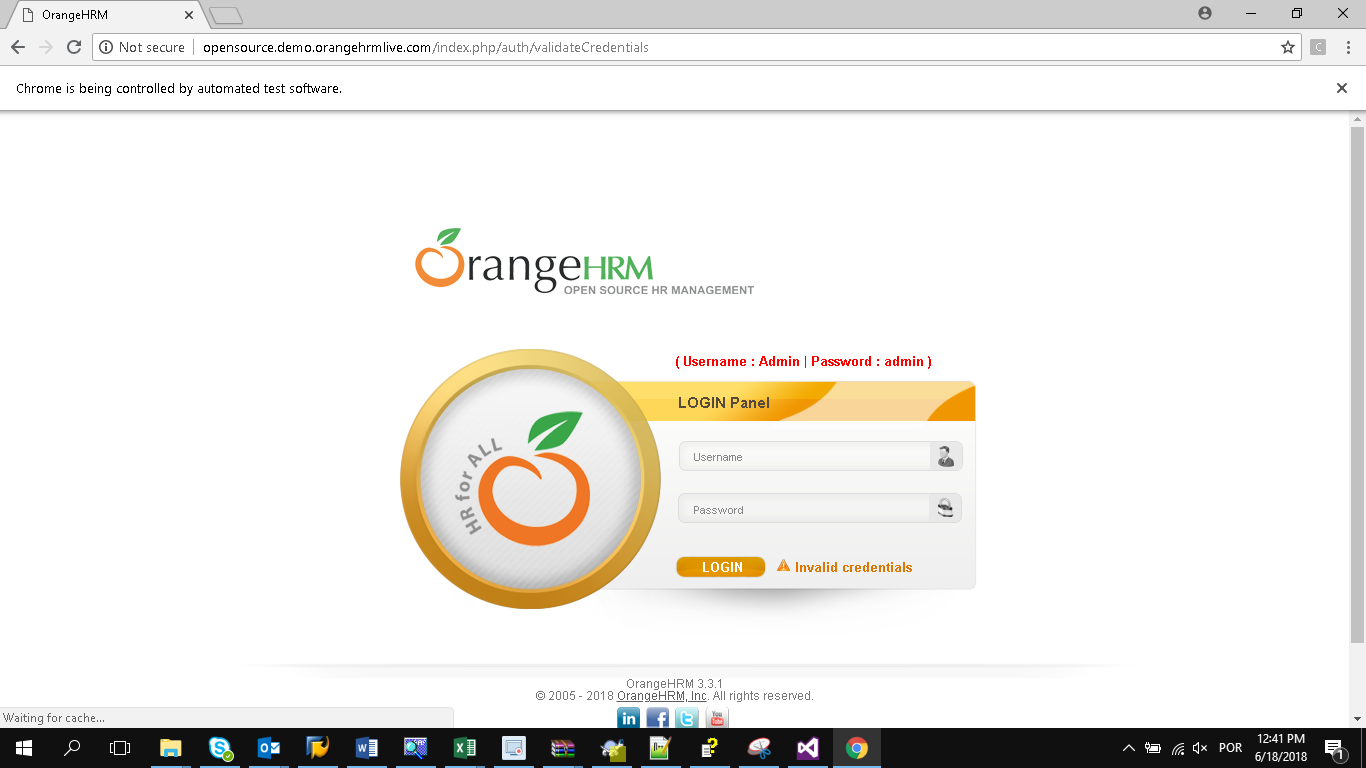 OrangeHRM
Not secure opensource.demo.orangehrmlive.com/index.php/auth/validateCredentials
C
Chrome is being controlled by automated test software.
OrangeHRM
OPEN SOURCE HR MANAGEMENT
( Username : Admin | Password : admin )
LOGIN Panel
HR for ALL
Username
Password
LOGIN Invalid credentials
OrangeHRM 3.3.1
© 2005 - 2018 OrangeHRM, Inc. All rights reserved.
in f t You
Waiting for cache...
POR
12:41 PM
6/18/2018
1